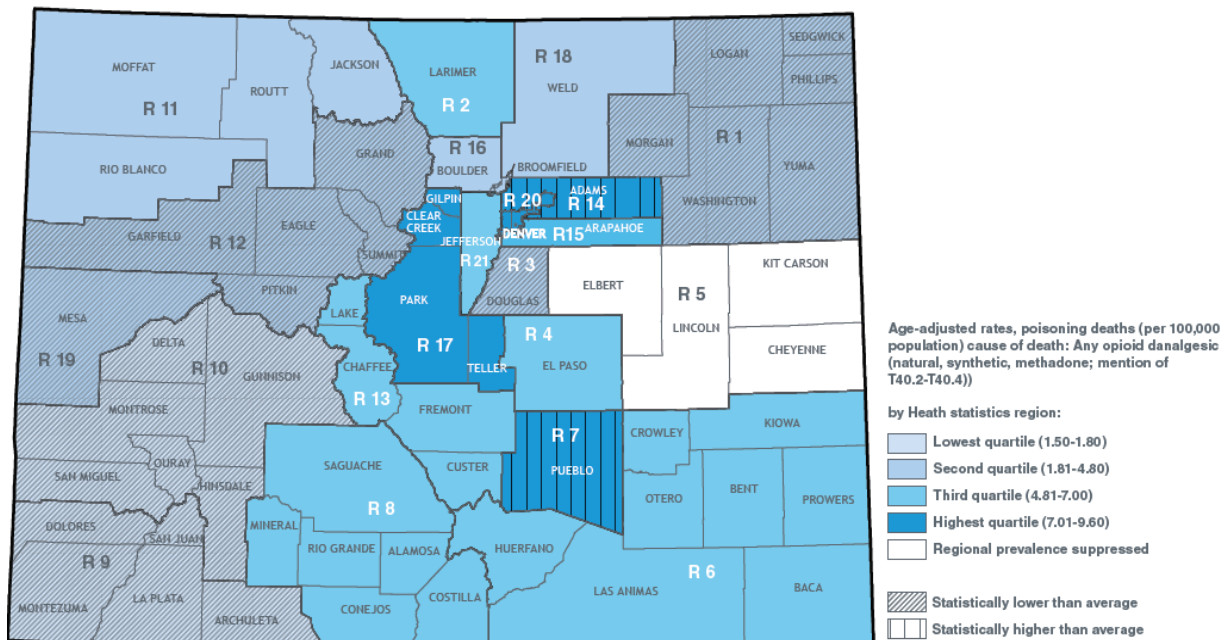 SEDGWICK
LOGAN
PHILLIPS
MOFFAT
JACKSON
LARIMER
R 18
WELD
ROUTT
R 11
R 2
R 1
MORGAN
YUMA
RIO BLANCO
GRAND
R 16
BOULDER
BROOMFIELD
WASHINGTON
GILPIN
R 20
ADAMS
R 14
CLEAR
CREEK
EAGLE
GARFIELD
R 12
SUMMIT
JEFFERSON
DENVER
R15
ARAPAHOE
R 21
R 3
DOUGLAS
KIT CARSON
ELBERT
R 5
LINCOLN
PITKIN
LAKE
PARK
MESA
R 19
DELTA
R 10
GUNNISON
R 17
TELLER
R 4
EL PASO
CHEYENNE
CHAFFEE
R 13
MONTROSE
FREMONT
KIOWA
CROWLEY
R 7
PUEBLO
OURAY
SAN MIGUEL
HINSDALE
SAGUACHE
CUSTER
R 8
OTERO
BENT
PROWERS
DOLORES
SAN JUAN
MINERAL
RIO GRANDE
ALAMOSA
HUERFANO
R 9
R 6
LAS ANIMAS
BACA
MONTEZUMA
LA PLATA
ARCHULETA
CONEJOS
COSTILLA
Age-adjusted rates, poisoning deaths (per 100,000
population) cause of death: Any opioid danalgesic
(natural, synthetic, methadone; mention of
T40.2-T40.4))
by Heath statistics region:
Lowest quartile (1.50-1.80)
Second quartile (1.81-4.80)
Third quartile (4.81-7.00)
Highest quartile (7.01-9.60)
Regional prevalence suppressed
Statistically lower than average
Statistically higher than average